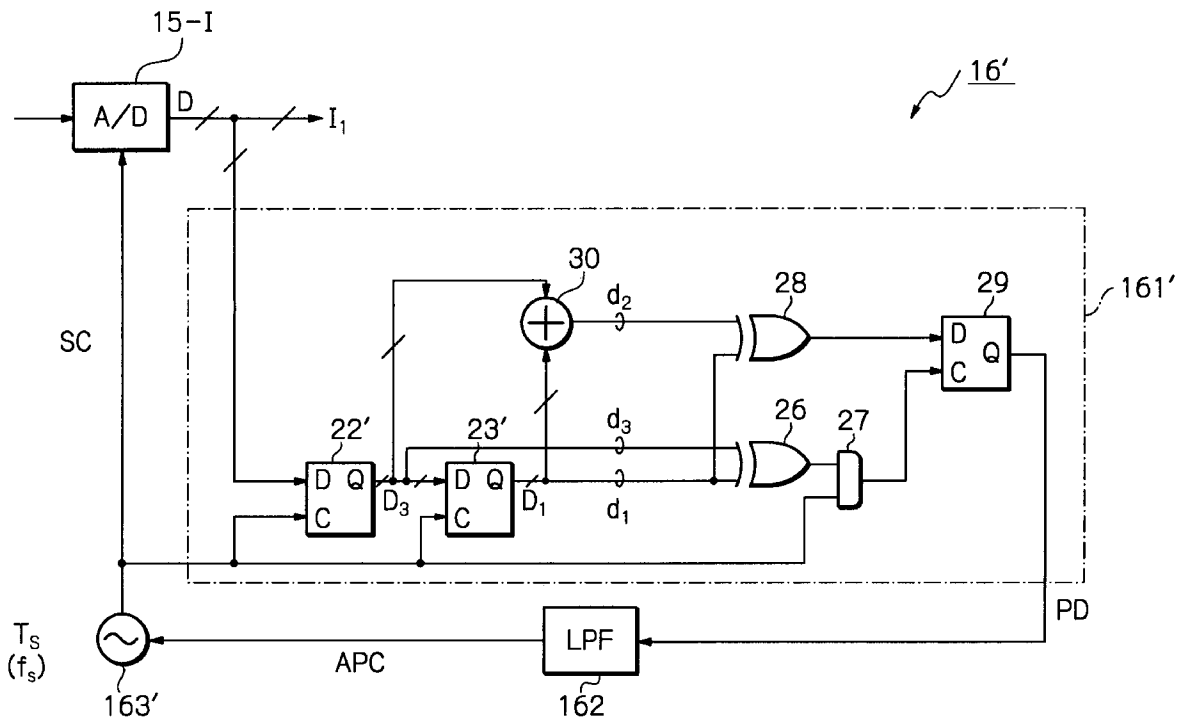 15-I
16′
A/D
D
I₁
161′
SC
30
d₂
28
29
D
Q
C
22′
23′
d₃
26
27
D Q
C
D₃
D Q
C
D₁
d₁
PD
Tₛ
(fₛ)
163′
APC
LPF
162